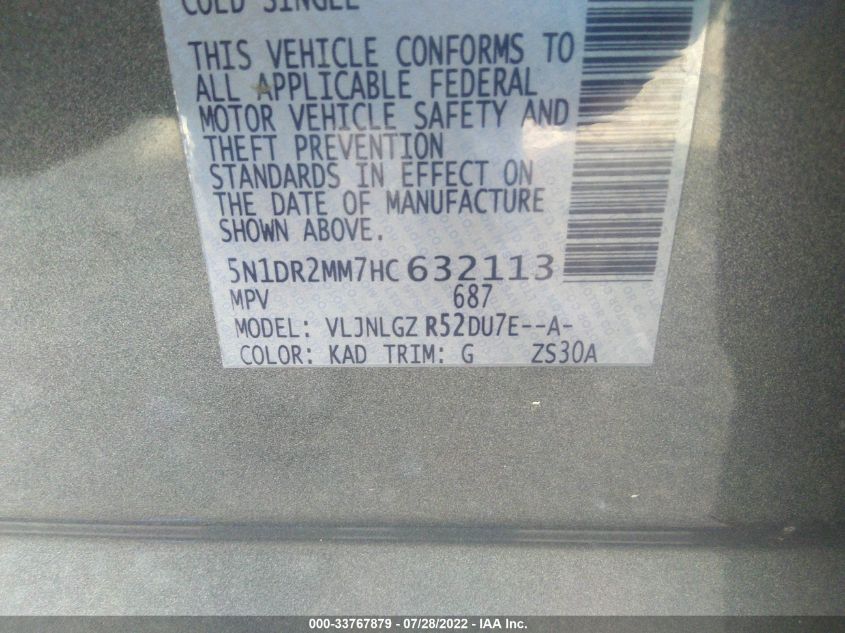 COLD SINGLE
THIS VEHICLE CONFORMS TO
ALL APPLICABLE FEDERAL
MOTOR VEHICLE SAFETY AND
THEFT PREVENTION
STANDARDS IN EFFECT ON
THE DATE OF MANUFACTURE
SHOWN ABOVE.
5N1DR2MM7HC632113
MPV 687
MODEL: VLJNLGZ R52DU7E--A-
COLOR: KAD TRIM: G ZS30A
000-33767879 - 07/28/2022 - IAA Inc.